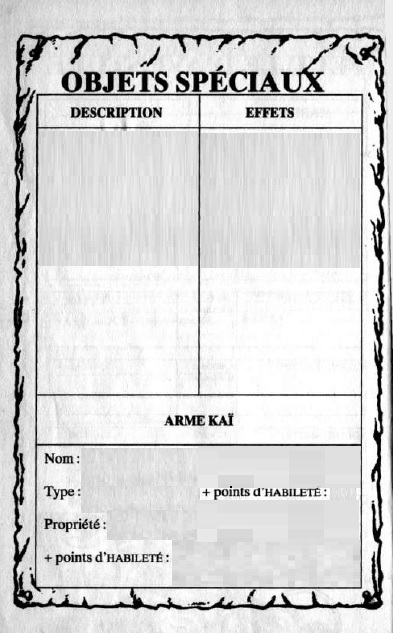 OBJETS SPÉCIAUX
DESCRIPTION EFFETS
ARME KAÏ
Nom :
Type : + points d'HABILETÉ :
Propriété :
+ points d'HABILETÉ :